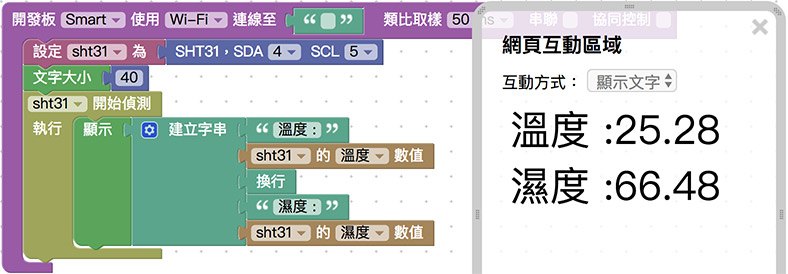 開發板 Smart 使用 Wi-Fi 連線至 “ ” 類比取樣 50 ms 串聯 協同控制
設定 sht31 為 SHT31，SDA 4 SCL 5
文字大小 40
sht31 開始偵測
執行 顯示 建立字串 “ 溫度 : ”
sht31 的 溫度 數值
換行
“ 濕度 : ”
sht31 的 濕度 數值
×
網頁互動區域
互動方式： 顯示文字
溫度 :25.28
濕度 :66.48